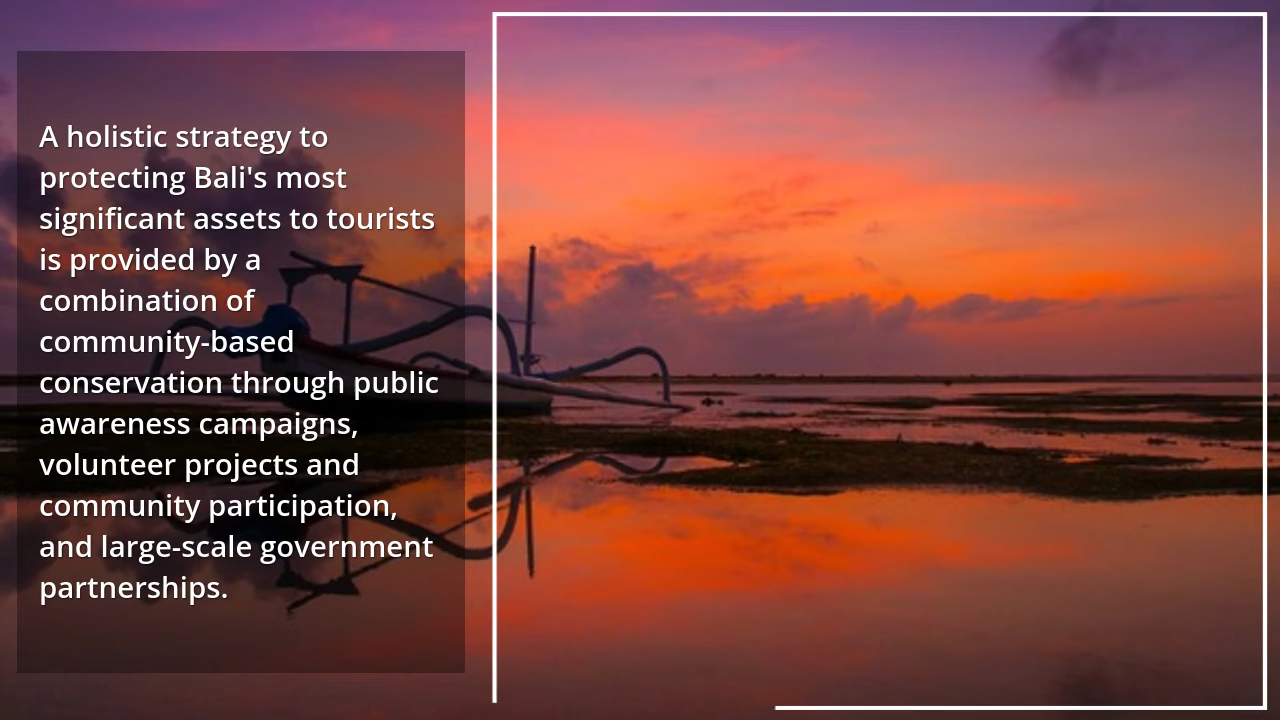 A holistic strategy to
protecting Bali's most
significant assets to tourists
is provided by a
combination of
community-based
conservation through public
awareness campaigns,
volunteer projects and
community participation,
and large-scale government
partnerships.